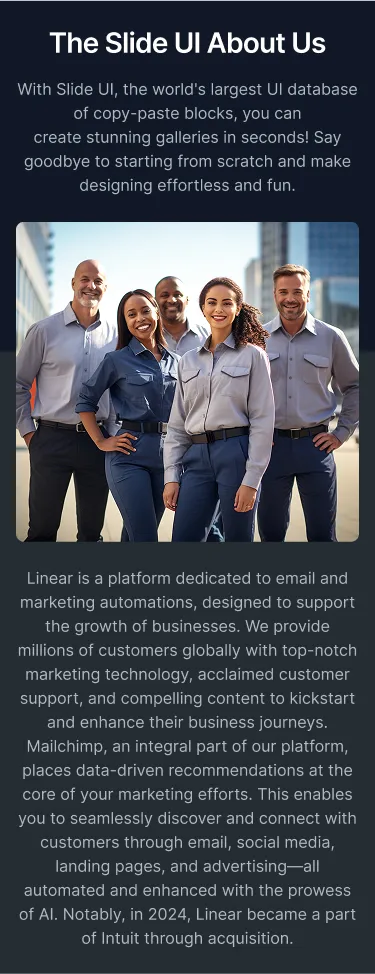 The Slide UI About Us
With Slide UI, the world's largest UI database
of copy-paste blocks, you can
create stunning galleries in seconds! Say
goodbye to starting from scratch and make
designing effortless and fun.
Linear is a platform dedicated to email and
marketing automations, designed to support
the growth of businesses. We provide
millions of customers globally with top-notch
marketing technology, acclaimed customer
support, and compelling content to kickstart
and enhance their business journeys.
Mailchimp, an integral part of our platform,
places data-driven recommendations at the
core of your marketing efforts. This enables
you to seamlessly discover and connect with
customers through email, social media,
landing pages, and advertising—all
automated and enhanced with the prowess
of AI. Notably, in 2024, Linear became a part
of Intuit through acquisition.